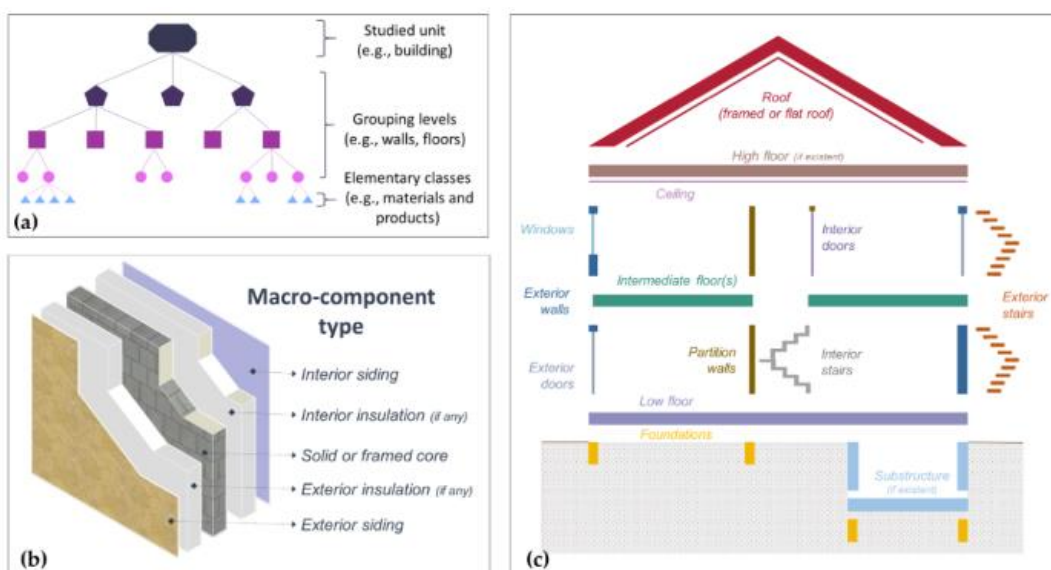 Studied unit
(e.g., building)
Grouping levels
(e.g., walls, floors)
Elementary classes
(e.g., materials and
products)
(a)
Macro-component
type
Interior siding
Interior insulation (if any)
Solid or framed core
Exterior insulation (if any)
Exterior siding
(b)
Roof
(framed or flat roof)
High floor (if existent)
Ceiling
Windows
Interior
doors
Intermediate floor(s)
Exterior
walls
Exterior
stairs
Exterior
doors
Partition
walls
Interior
stairs
Low floor
Foundations
Substructure
(if existent)
(c)